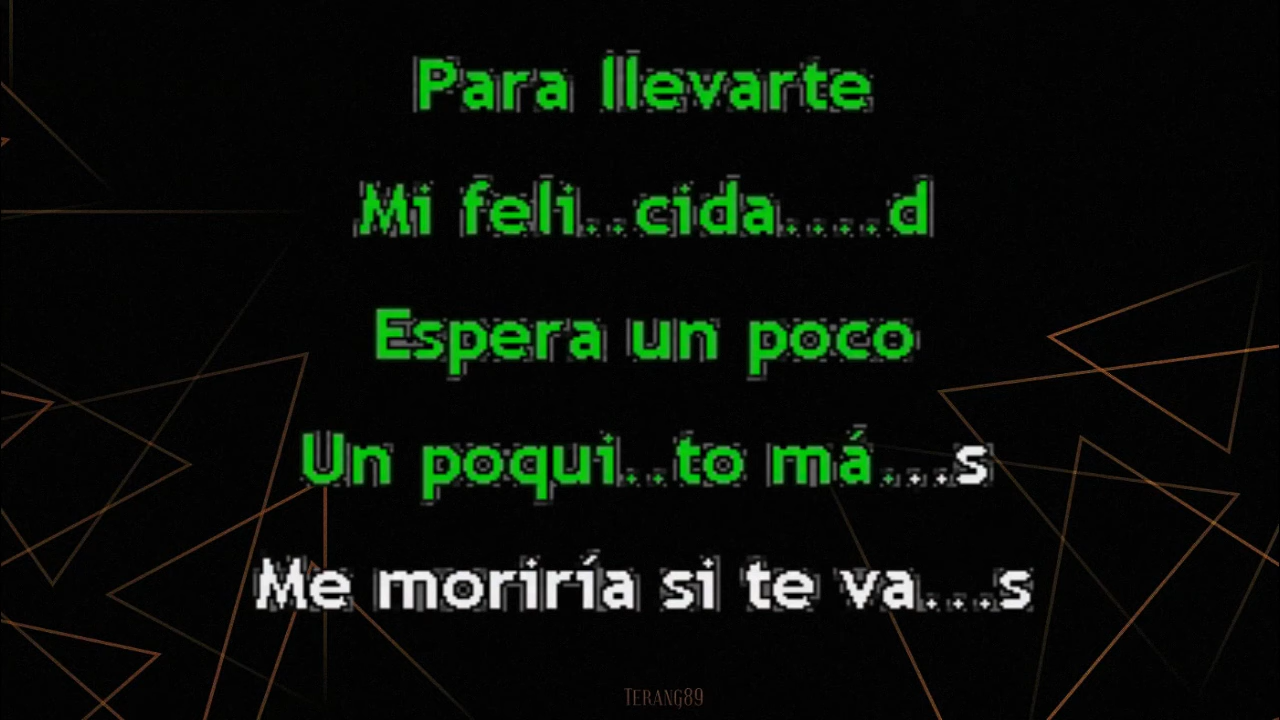 Para llevarte
Mi feli..cida.....d
Espera un poco
Un poqui..to má....s
Me moriría si te va....s
TERANG89